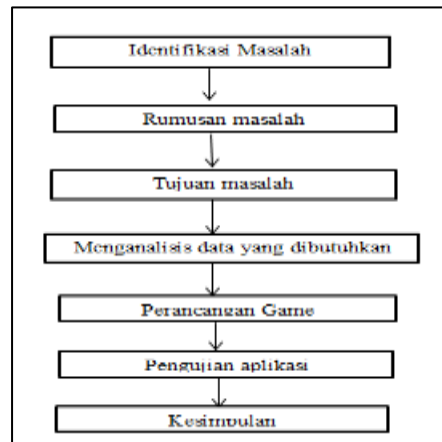 Identifikasi Masalah
Rumusan masalah
Tujuan masalah
Menganalisis data yang dibutuhkan
Perancangan Game
Pengujian aplikasi
Kesimpulan